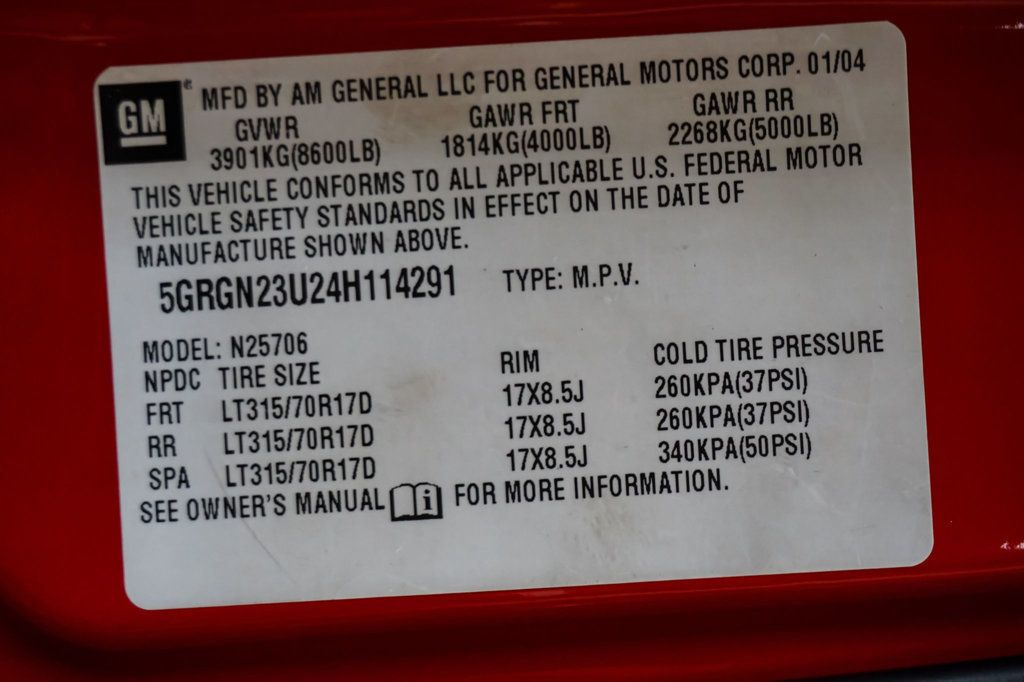 GM ® MFD BY AM GENERAL LLC FOR GENERAL MOTORS CORP. 01/04
GVWR GAWR FRT GAWR RR
3901KG(8600LB) 1814KG(4000LB) 2268KG(5000LB)
THIS VEHICLE CONFORMS TO ALL APPLICABLE U.S. FEDERAL MOTOR
VEHICLE SAFETY STANDARDS IN EFFECT ON THE DATE OF
MANUFACTURE SHOWN ABOVE.
5GRGN23U24H114291 TYPE: M.P.V.
MODEL: N25706
NPDC TIRE SIZE RIM COLD TIRE PRESSURE
FRT LT315/70R17D 17X8.5J 260KPA(37PSI)
RR LT315/70R17D 17X8.5J 260KPA(37PSI)
SPA LT315/70R17D 17X8.5J 340KPA(50PSI)
SEE OWNER'S MANUAL i FOR MORE INFORMATION.